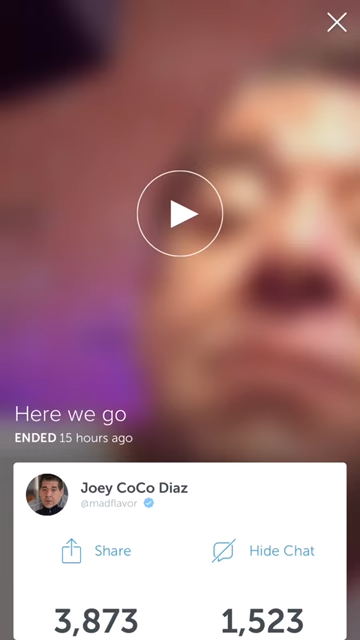 Here we go
ENDED 15 hours ago
Joey CoCo Diaz
@madflavor
Share
Hide Chat
3,873
1,523